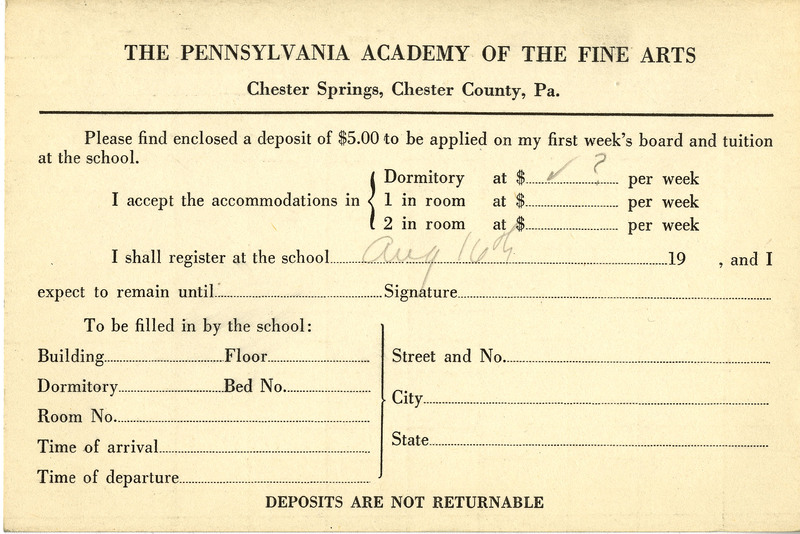 THE PENNSYLVANIA ACADEMY OF THE FINE ARTS
Chester Springs, Chester County, Pa.
Please find enclosed a deposit of $5.00 to be applied on my first week's board and tuition
at the school.
I accept the accommodations in { Dormitory at $ ✓ ? per week
1 in room at $ per week
2 in room at $ per week
I shall register at the school Aug 16th 19 , and I
expect to remain until Signature
To be filled in by the school:
Building Floor
Dormitory Bed No.
Room No.
Time of arrival
Time of departure
Street and No.
City
State
DEPOSITS ARE NOT RETURNABLE